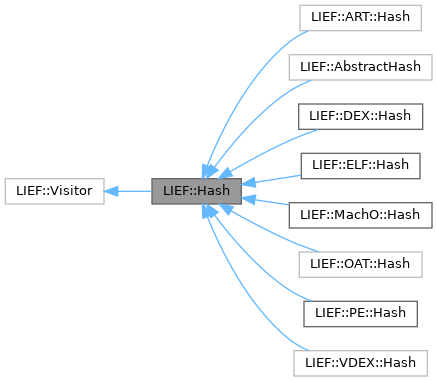 LIEF::ART::Hash
LIEF::AbstractHash
LIEF::DEX::Hash
LIEF::ELF::Hash
LIEF::Visitor
LIEF::Hash
LIEF::MachO::Hash
LIEF::OAT::Hash
LIEF::PE::Hash
LIEF::VDEX::Hash